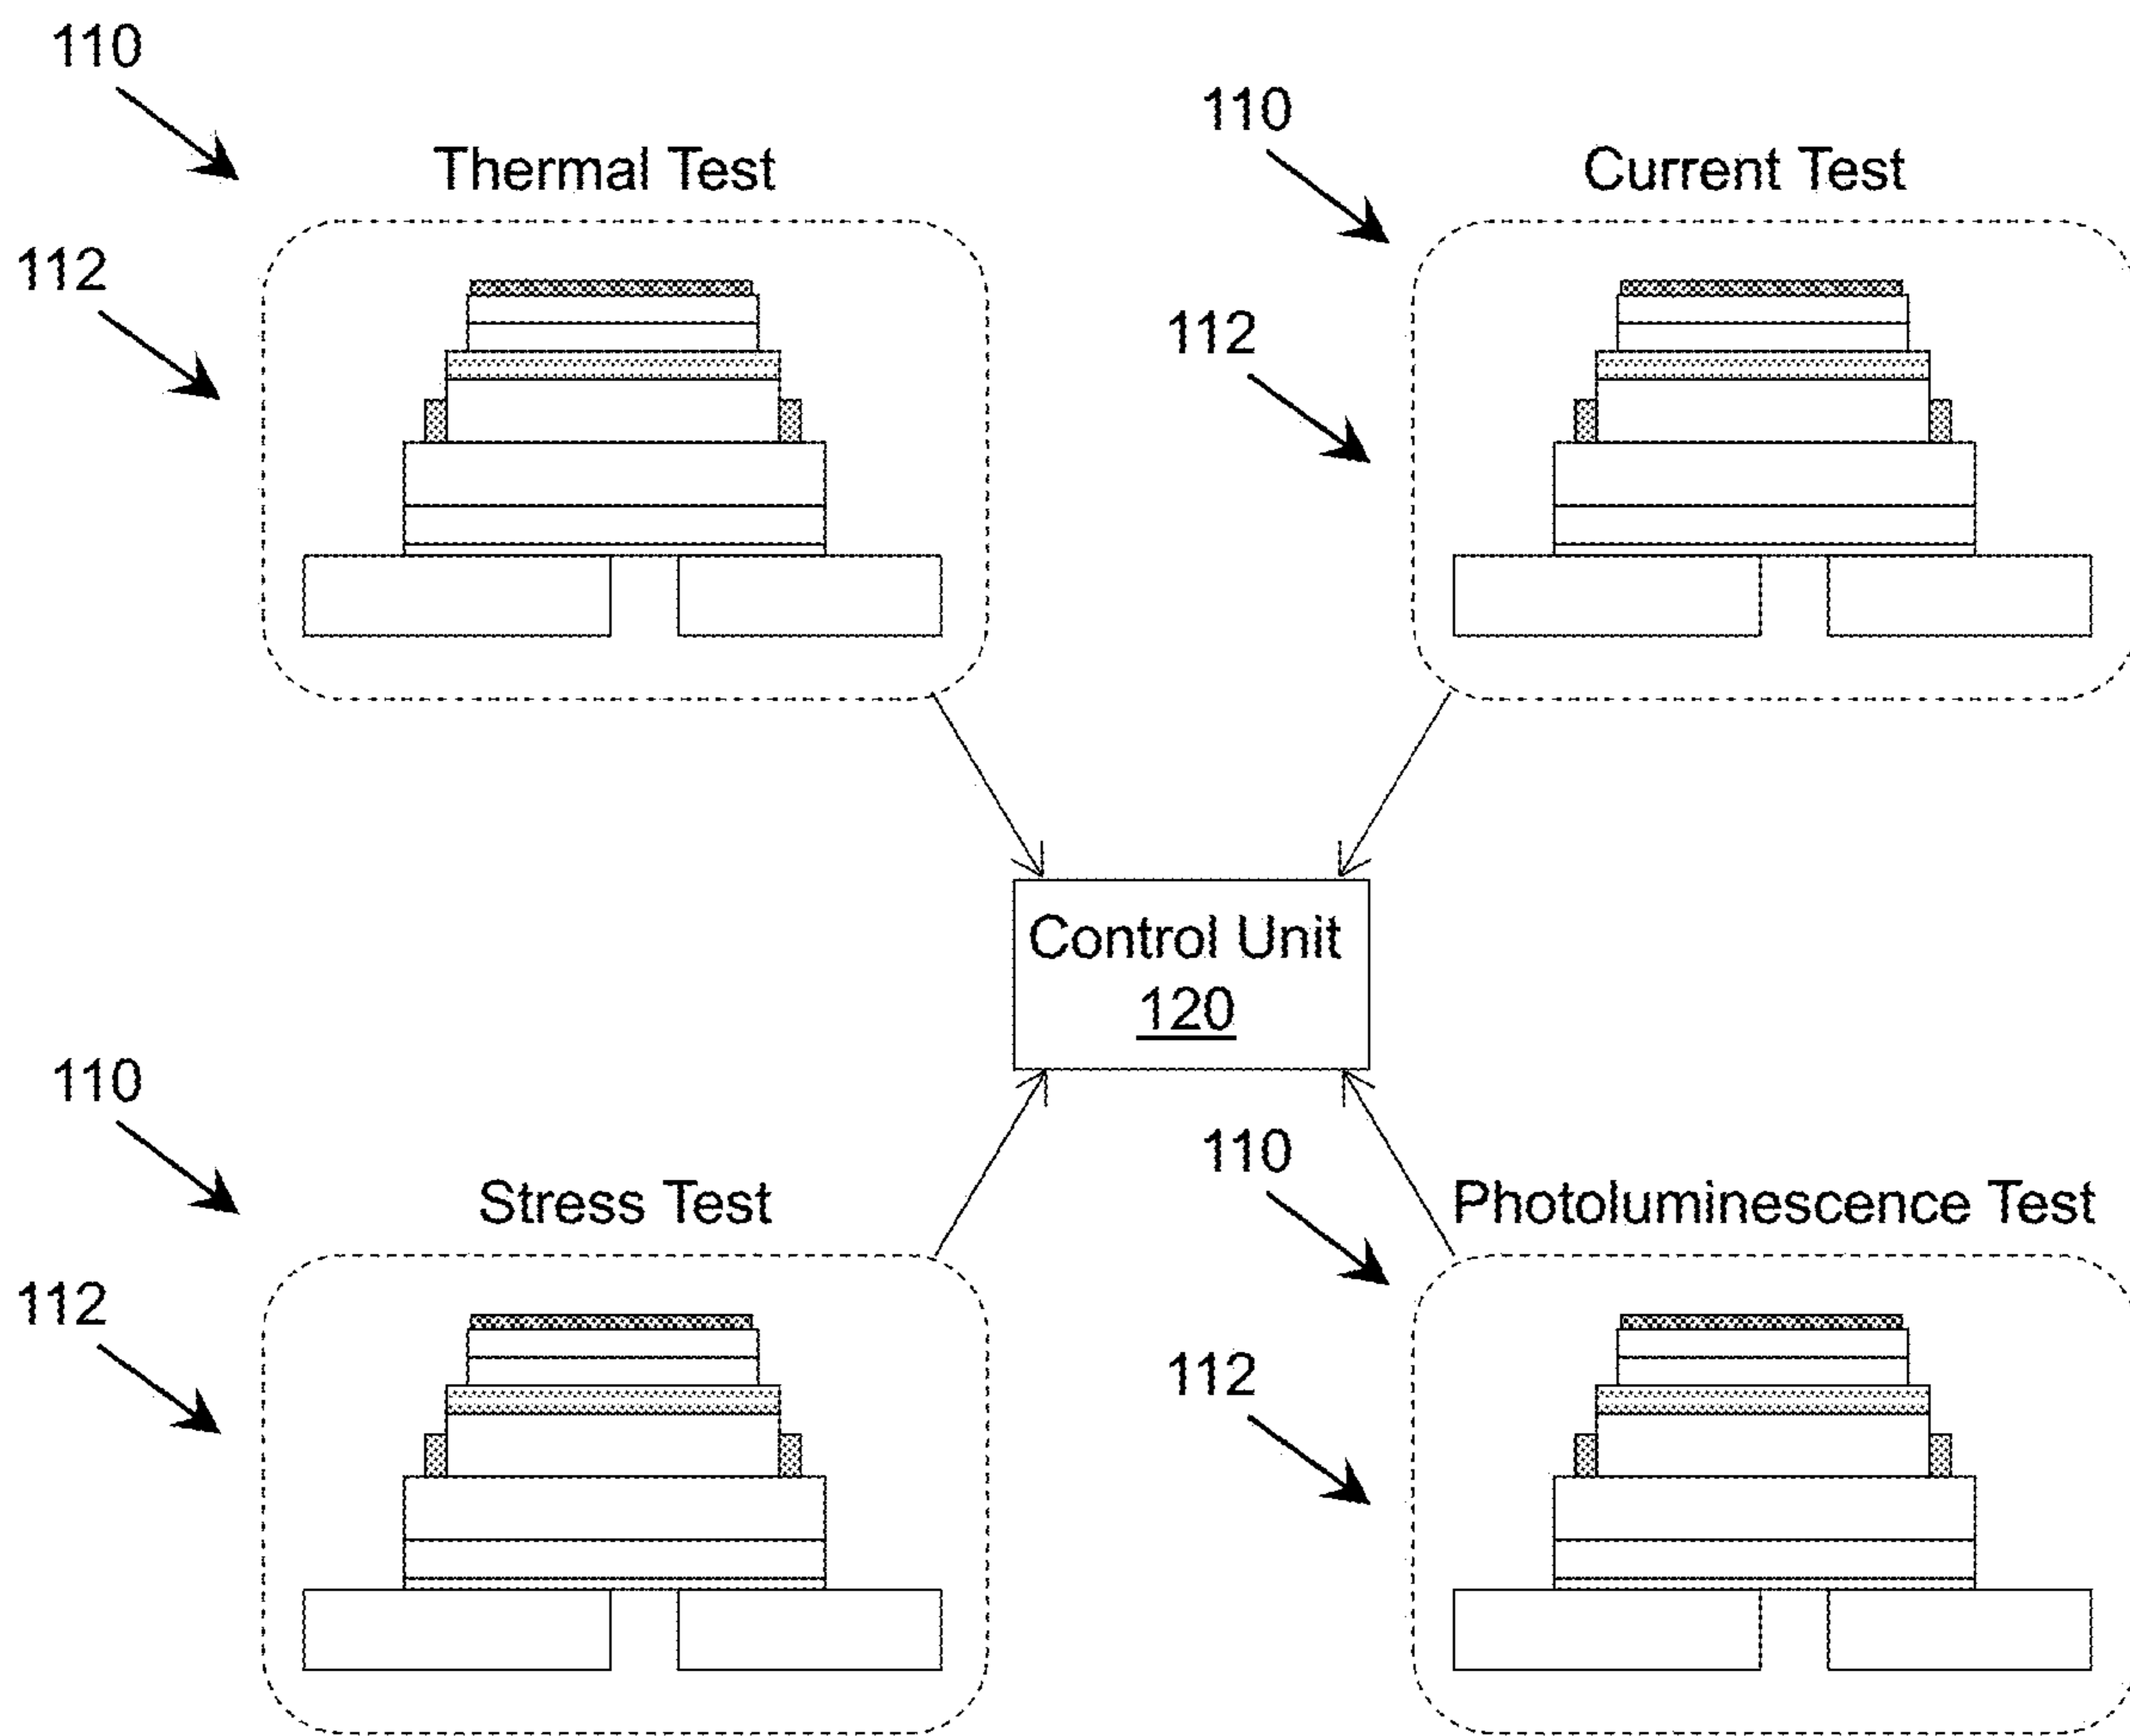 110
Thermal Test
112
110
Current Test
112
Control Unit
120
110
Stress Test
112
110
Photoluminescence Test
112